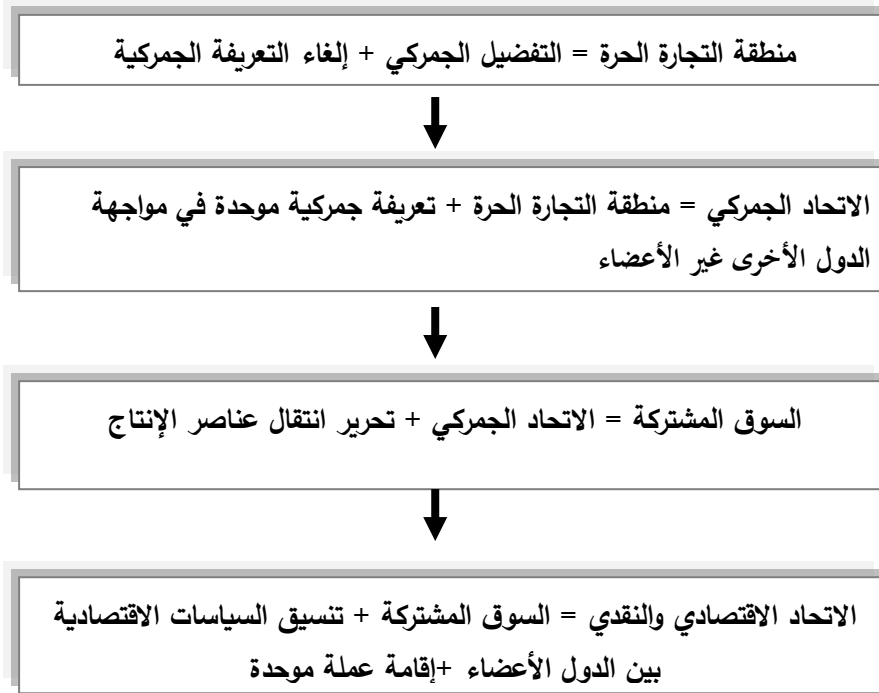 منطقة التجارة الحرة = التفضيل الجمركي + إلغاء التعريفة الجمركية
الاتحاد الجمركي = منطقة التجارة الحرة + تعريفة جمركية موحدة في مواجهة
الدول الأخرى غير الأعضاء
السوق المشتركة = الاتحاد الجمركي + تحرير انتقال عناصر الإنتاج
الاتحاد الاقتصادي والنقدي = السوق المشتركة + تنسيق السياسات الاقتصادية
بين الدول الأعضاء +إقامة عملة موحدة